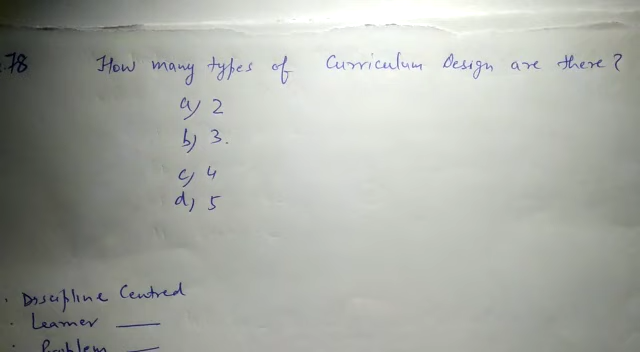 .78 How many types of Curriculum Design are there?
a) 2
b) 3.
c) 4
d) 5
· Discipline Centred
· Learner —
· Problem —